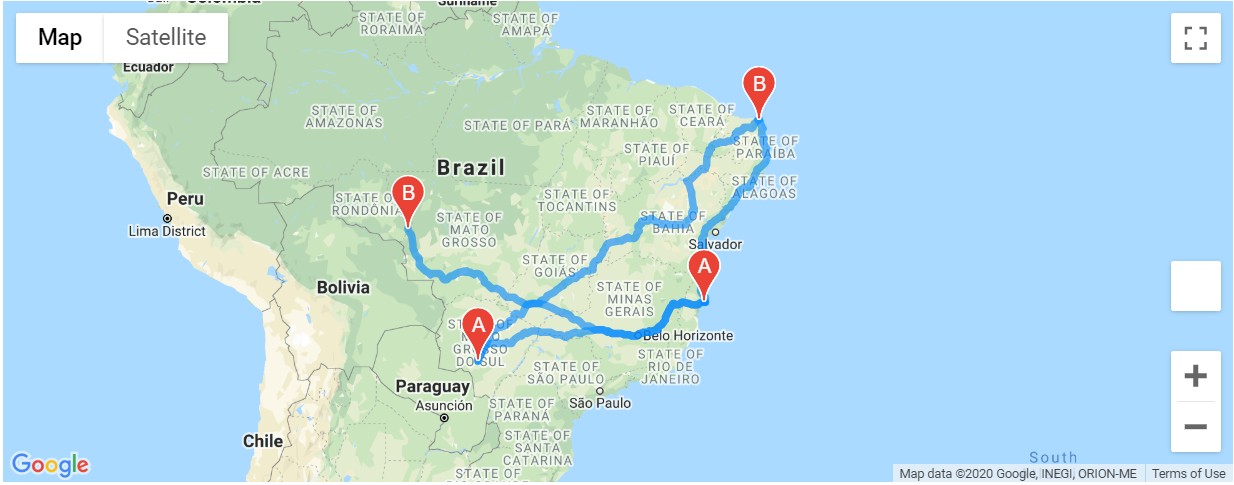 Colombia
Suriname
STATE OF
RORAIMA
STATE OF
AMAPÁ
Map
Satellite
Ecuador
B
STATE OF
AMAZONAS
STATE OF PARÁ
STATE OF
MARANHÃO
STATE OF
CEARÁ
STATE OF
PARAÍBA
STATE OF
PIAUÍ
Brazil
STATE OF ACRE
STATE OF
ALAGOAS
B
Peru
STATE OF
RONDÔNIA
STATE OF
TOCANTINS
Lima District
STATE OF
MATO
GROSSO
STATE OF
BAHIA
Salvador
STATE OF
GOIÁS
A
Bolivia
STATE OF
MINAS
GERAIS
A
STATE OF
MATO
GROSSO
DO SUL
Belo Horizonte
STATE OF
RIO DE
JANEIRO
STATE OF
SÃO PAULO
Paraguay
Asunción
São Paulo
STATE OF
PARANÁ
Chile
STATE OF
SANTA
CATARINA
Google
STATE OF
South
Map data ©2020 Google, INEGI, ORION-ME
Terms of Use